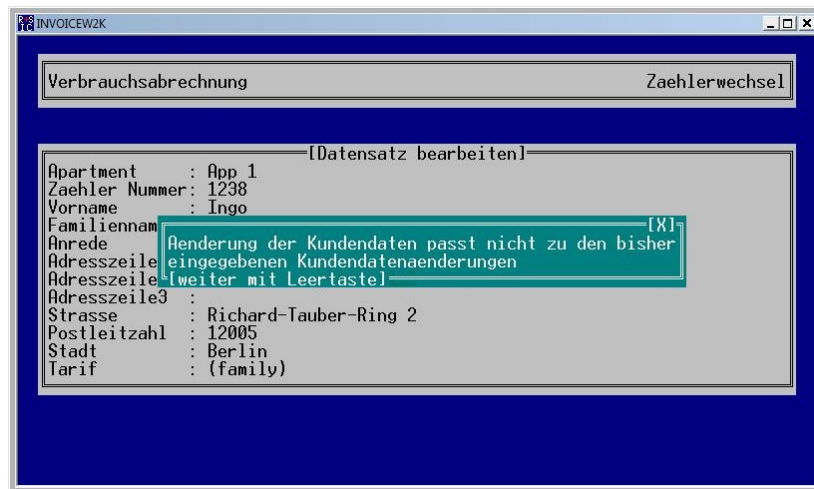 INVOICEW2K
Verbrauchsabrechnung Zaehlerwechsel
[Datensatz bearbeiten]
Apartment : App 1
Zaehler Nummer: 1238
Vorname : Ingo
Familiennam
[X]
Anrede
Aenderung der Kundendaten passt nicht zu den bisher
Adresszeile
eingegebenen Kundendatenaenderungen
Adresszeile
[weiter mit Leertaste]
Adresszeile3 :
Strasse : Richard-Tauber-Ring 2
Postleitzahl : 12005
Stadt : Berlin
Tarif : (family)